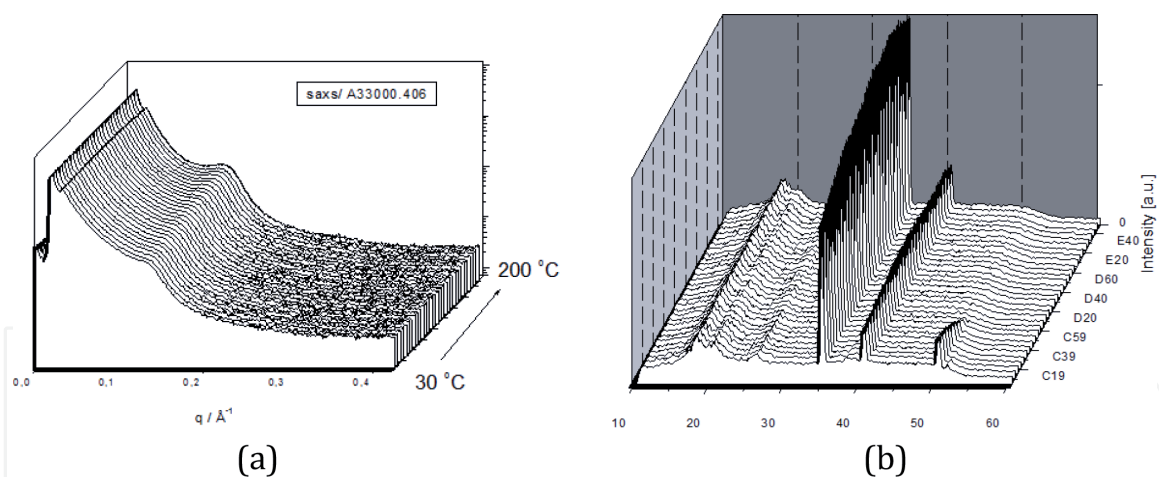 saxs/ A33000.406
200 °C
30 °C
0,0 0,1 0,2 0,3 0,4
q / Å⁻¹
(a)
Intensity [a.u.]
0
E40
E20
D60
D40
D20
C59
C39
C19
10 20 30 40 50 60
(b)